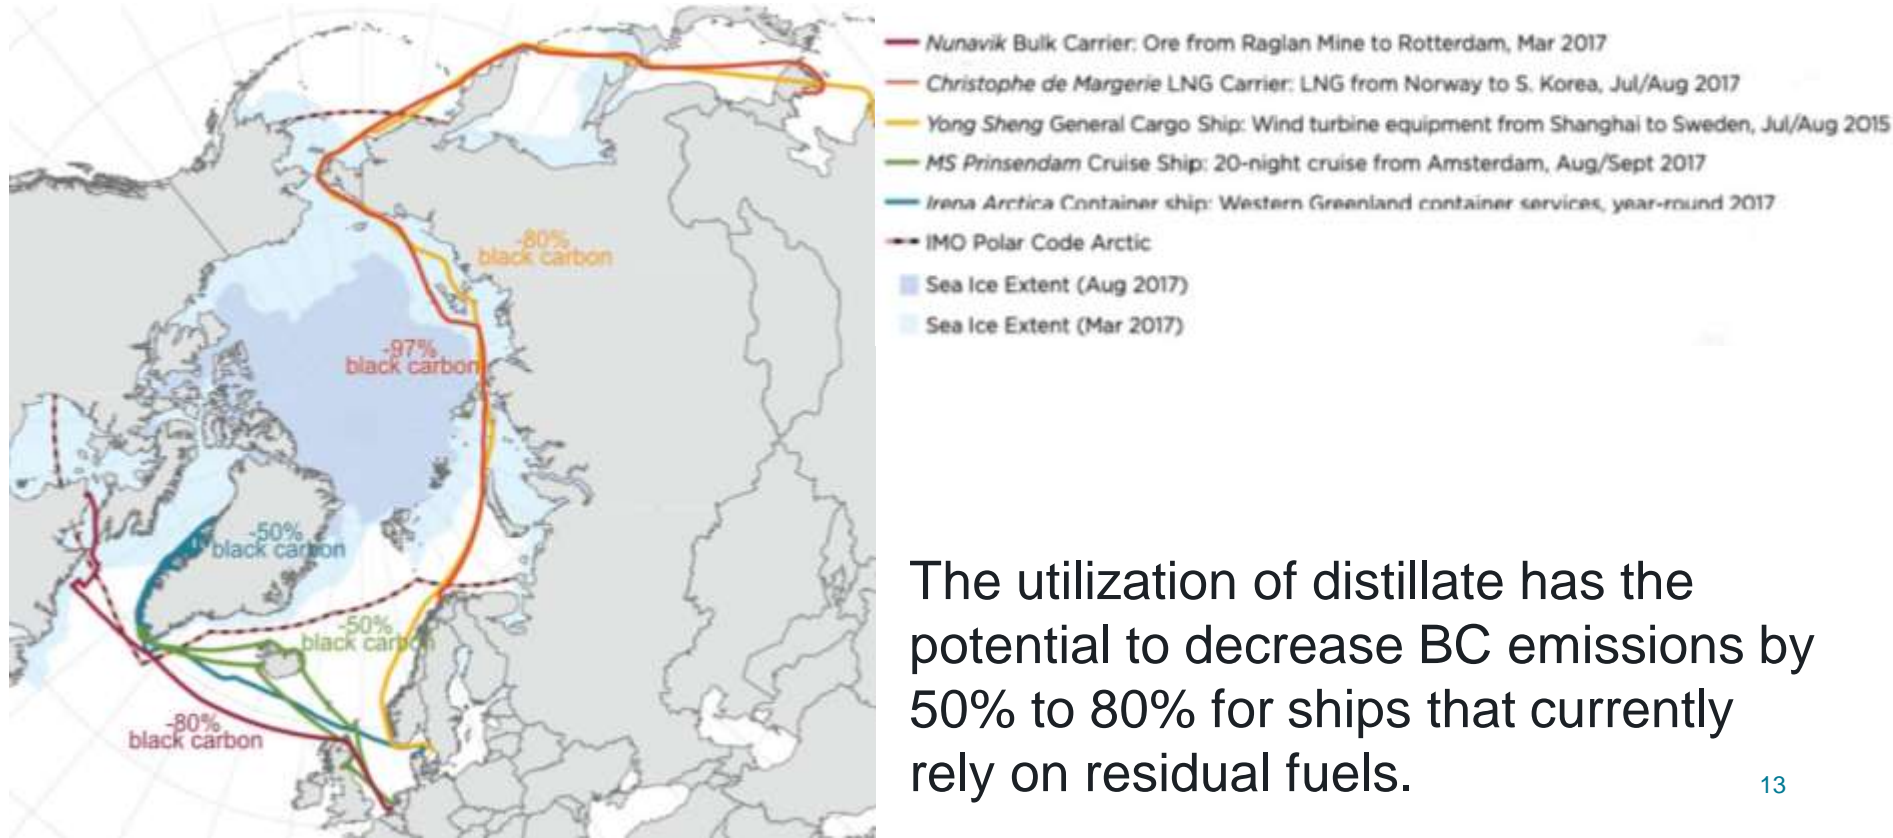 -80%
black carbon
-97%
black carbon
-50%
black carbon
-50%
black carbon
-80%
black carbon
Nunavik Bulk Carrier: Ore from Raglan Mine to Rotterdam, Mar 2017
Christophe de Margerie LNG Carrier: LNG from Norway to S. Korea, Jul/Aug 2017
Yong Sheng General Cargo Ship: Wind turbine equipment from Shanghai to Sweden, Jul/Aug 2015
MS Prinsendam Cruise Ship: 20-night cruise from Amsterdam, Aug/Sept 2017
Irena Arctica Container ship: Western Greenland container services, year-round 2017
IMO Polar Code Arctic
Sea Ice Extent (Aug 2017)
Sea Ice Extent (Mar 2017)
The utilization of distillate has the
potential to decrease BC emissions by
50% to 80% for ships that currently
rely on residual fuels.
13